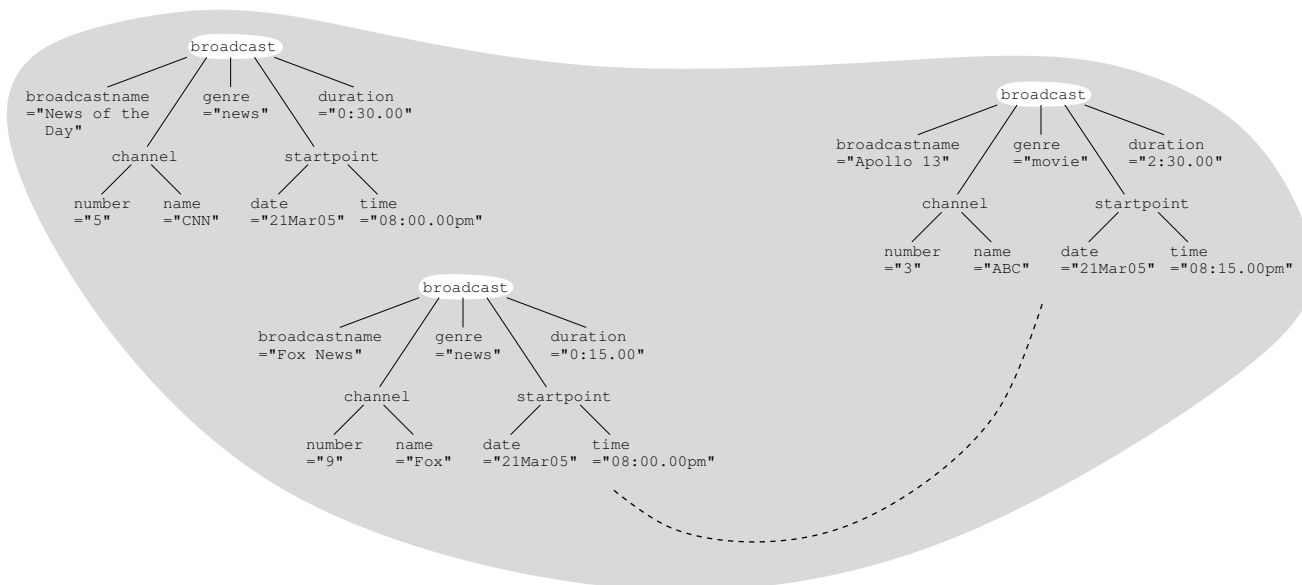 broadcast
broadcastname
="News of the
Day"
genre
="news"
duration
="0:30.00"
channel
startpoint
number
="5"
name
="CNN"
date
="21Mar05"
time
="08:00.00pm"
broadcast
broadcastname
="Apollo 13"
genre
="movie"
duration
="2:30.00"
channel
startpoint
number
="3"
name
="ABC"
date
="21Mar05"
time
="08:15.00pm"
broadcast
broadcastname
="Fox News"
genre
="news"
duration
="0:15.00"
channel
startpoint
number
="9"
name
="Fox"
date
="21Mar05"
time
="08:00.00pm"